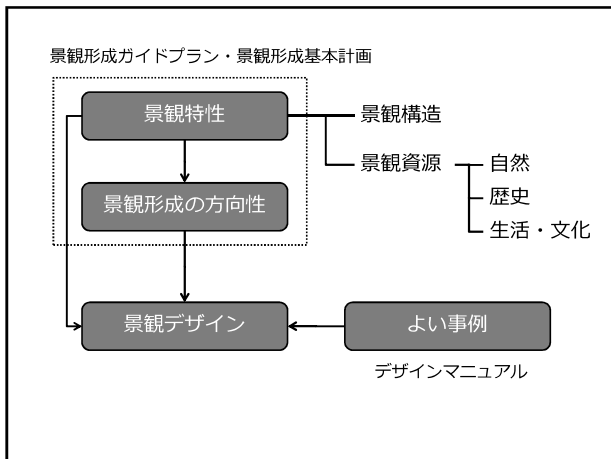 景観形成ガイドプラン・景観形成基本計画
景観特性
景観構造
景観資源
自然
歴史
生活・文化
景観形成の方向性
景観デザイン
よい事例
デザインマニュアル